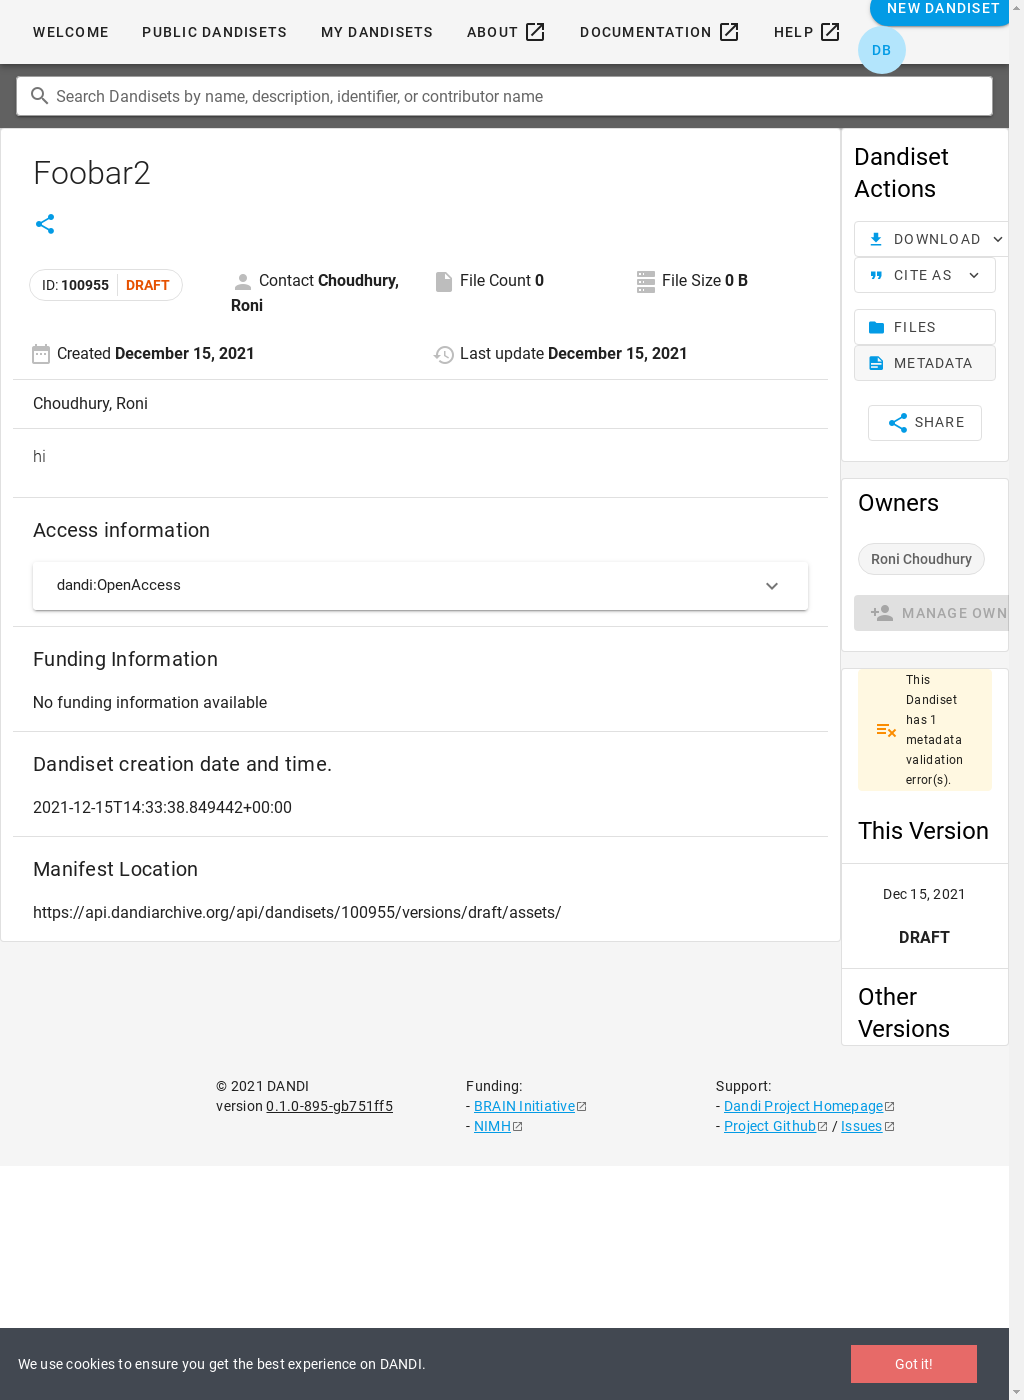 WELCOME PUBLIC DANDISETS MY DANDISETS ABOUT DOCUMENTATION HELP NEW DANDISET
DB
Search Dandisets by name, description, identifier, or contributor name
Foobar2
ID: 100955 DRAFT
Contact Choudhury,
Roni
File Count 0
File Size 0 B
Created December 15, 2021
Last update December 15, 2021
Choudhury, Roni
hi
Access information
dandi:OpenAccess
Funding Information
No funding information available
Dandiset creation date and time.
2021-12-15T14:33:38.849442+00:00
Manifest Location
https://api.dandiarchive.org/api/dandisets/100955/versions/draft/assets/
Dandiset
Actions
DOWNLOAD
CITE AS
FILES
METADATA
SHARE
Owners
Roni Choudhury
MANAGE OWN
This
Dandiset
has 1
metadata
validation
error(s).
This Version
Dec 15, 2021
DRAFT
Other
Versions
© 2021 DANDI
version 0.1.0-895-gb751ff5
Funding:
- BRAIN Initiative
- NIMH
Support:
- Dandi Project Homepage
- Project Github / Issues
We use cookies to ensure you get the best experience on DANDI.
Got it!